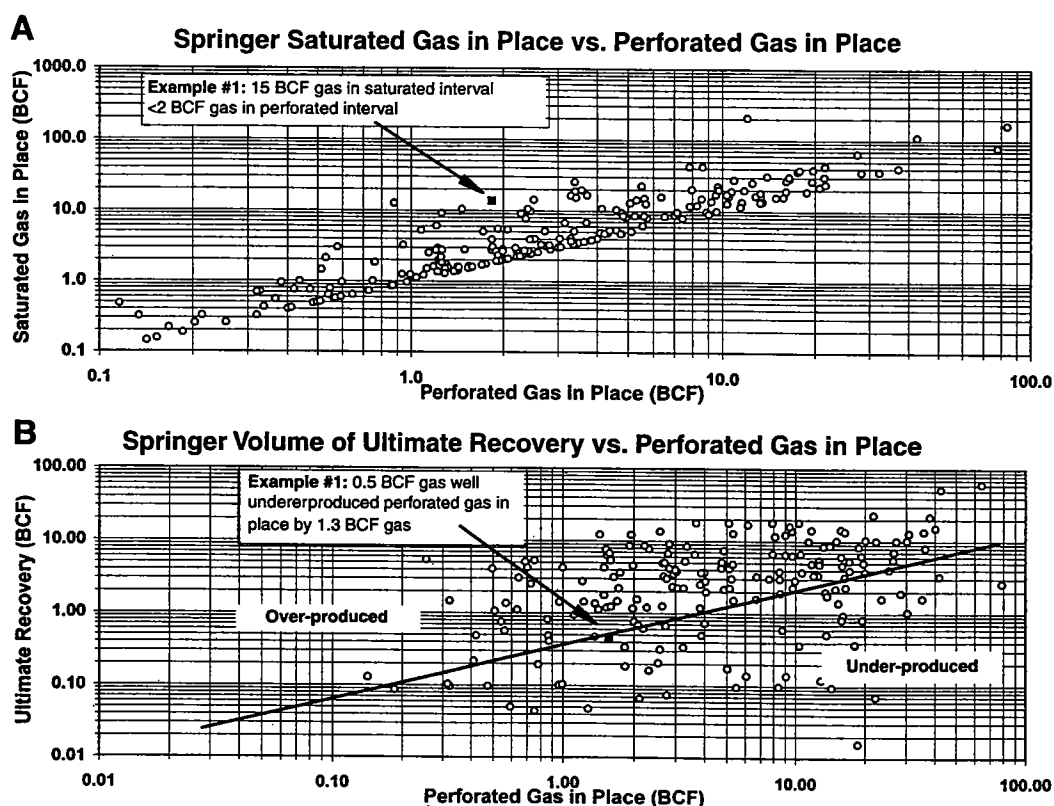 A
Springer Saturated Gas in Place vs. Perforated Gas in Place
Saturated Gas in Place (BCF)
1000.0
100.0
10.0
1.0
0.1
Example #1: 15 BCF gas in saturated interval
<2 BCF gas in perforated interval
0.1
1.0
10.0
100.0
Perforated Gas in Place (BCF)
B
Springer Volume of Ultimate Recovery vs. Perforated Gas in Place
Ultimate Recovery (BCF)
100.00
10.00
1.00
0.10
0.01
Example #1: 0.5 BCF gas well
undererproduced perforated gas in
place by 1.3 BCF gas
Over-produced
Under-produced
0.01
0.10
1.00
10.00
100.00
Perforated Gas in Place (BCF)